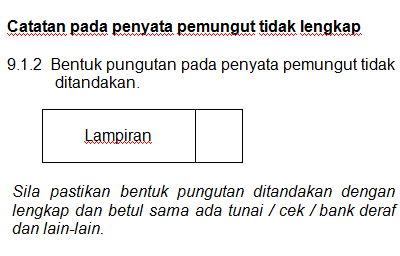 Catatan pada penyata pemungut tidak lengkap
9.1.2 Bentuk pungutan pada penyata pemungut tidak
ditandakan.
Lampiran
Sila pastikan bentuk pungutan ditandakan dengan
lengkap dan betul sama ada tunai / cek / bank deraf
dan lain-lain.